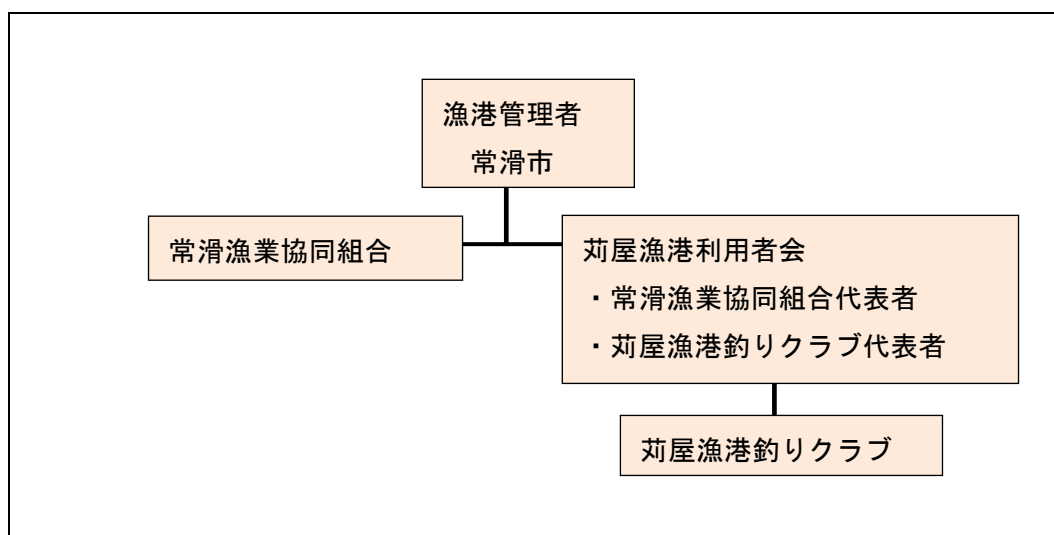 漁港管理者
常滑市
常滑漁業協同組合
苅屋漁港利用者会
・常滑漁業協同組合代表者
・苅屋漁港釣りクラブ代表者
苅屋漁港釣りクラブ